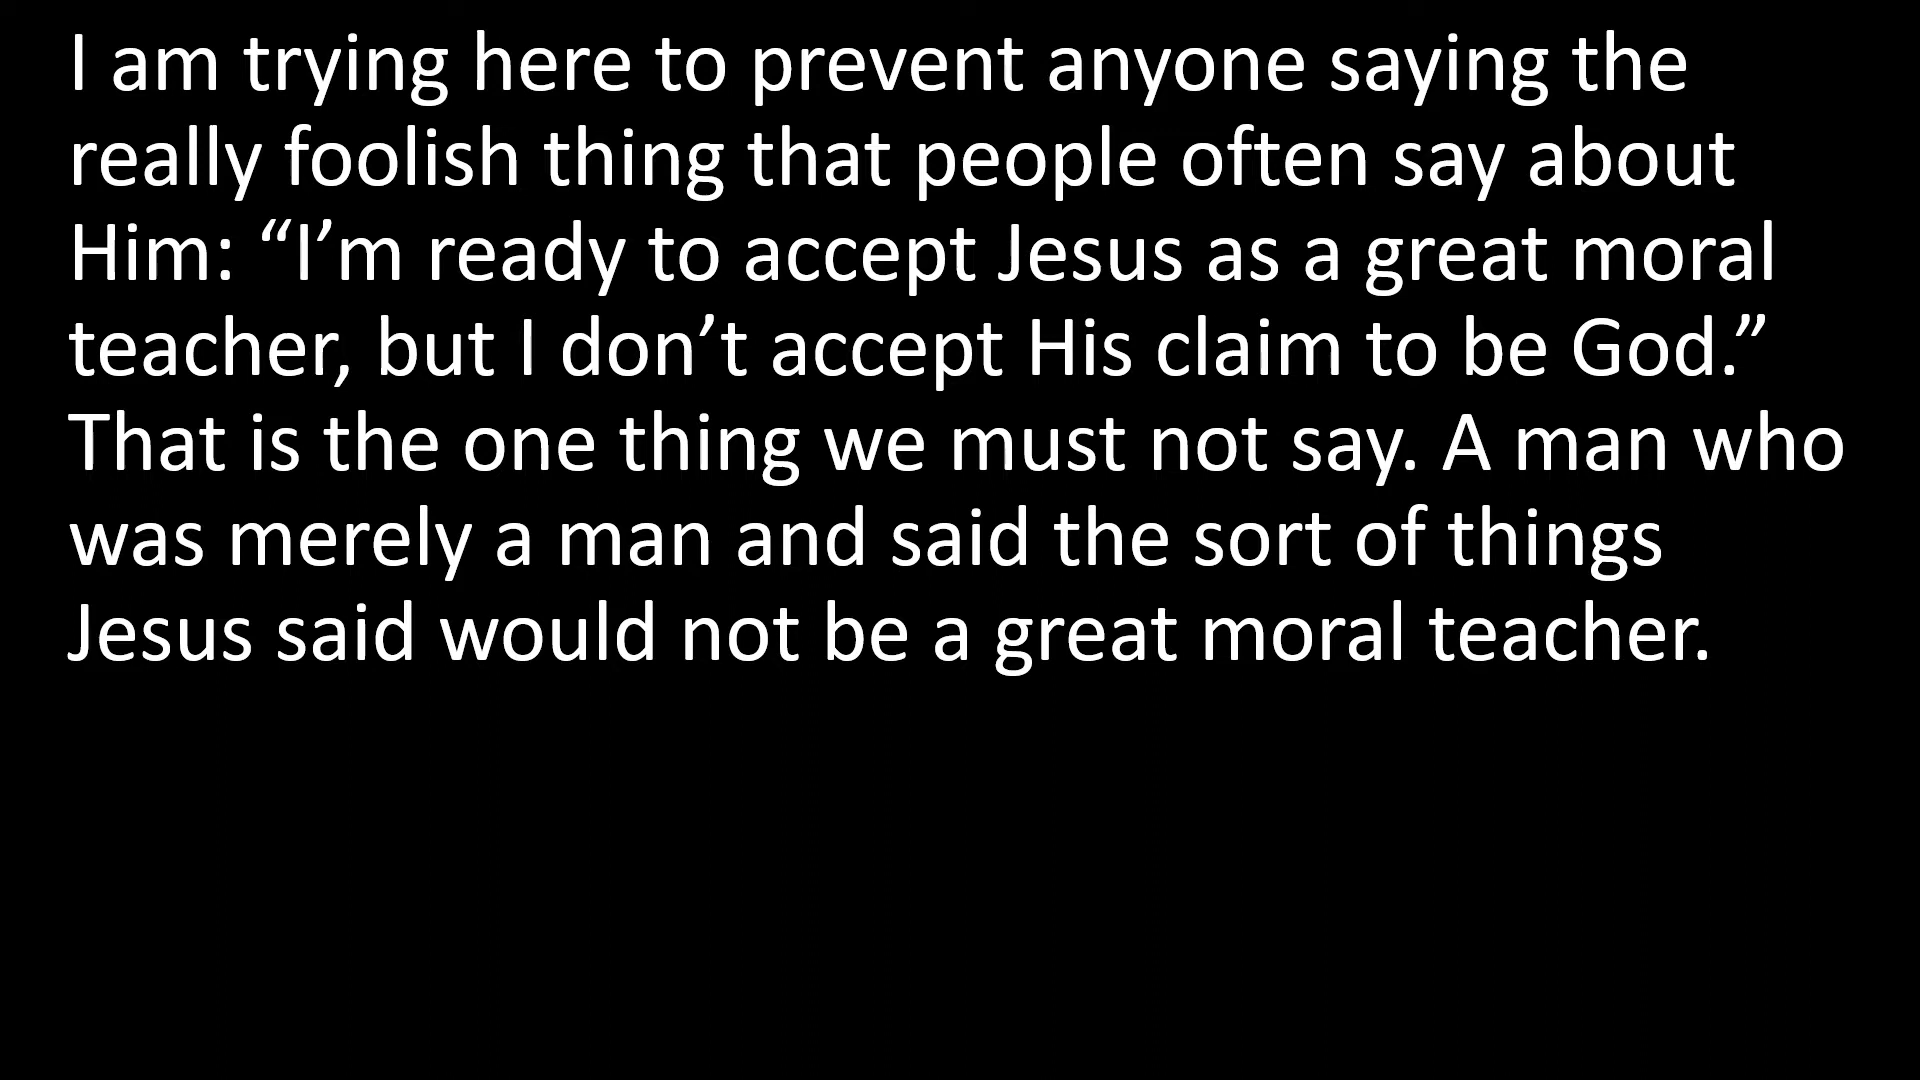 I am trying here to prevent anyone saying the
really foolish thing that people often say about
Him: “I’m ready to accept Jesus as a great moral
teacher, but I don’t accept His claim to be God.”
That is the one thing we must not say. A man who
was merely a man and said the sort of things
Jesus said would not be a great moral teacher.